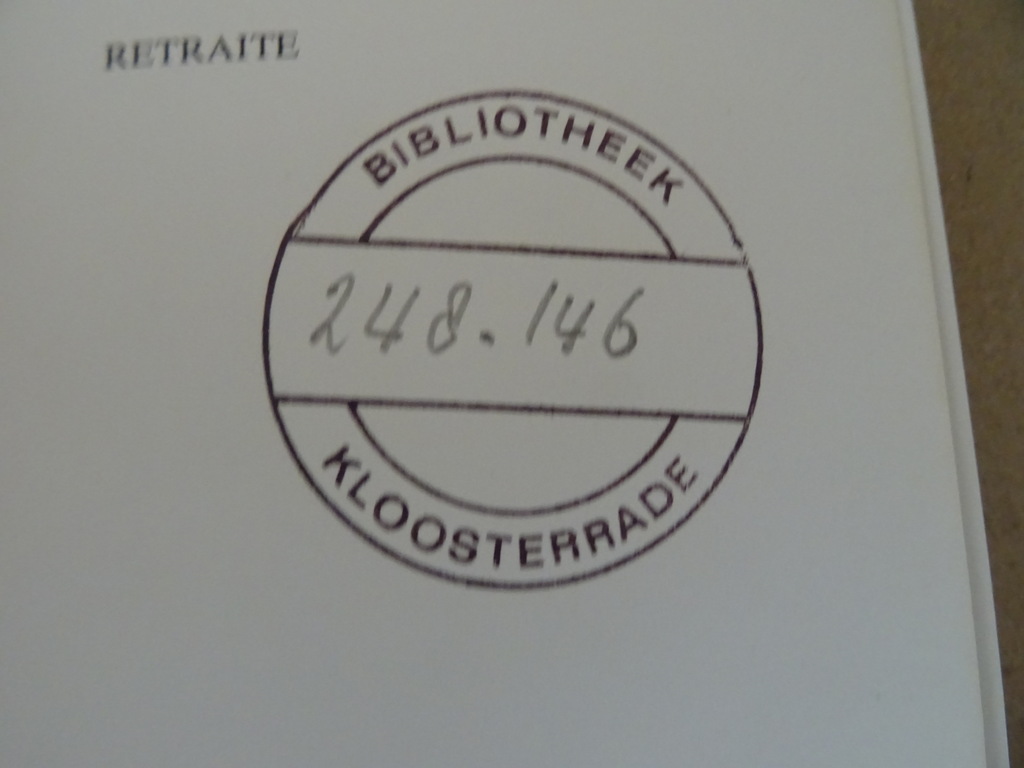 RETRAITE
BIBLIOTHEEK
248.146
KLOOSTERRADE